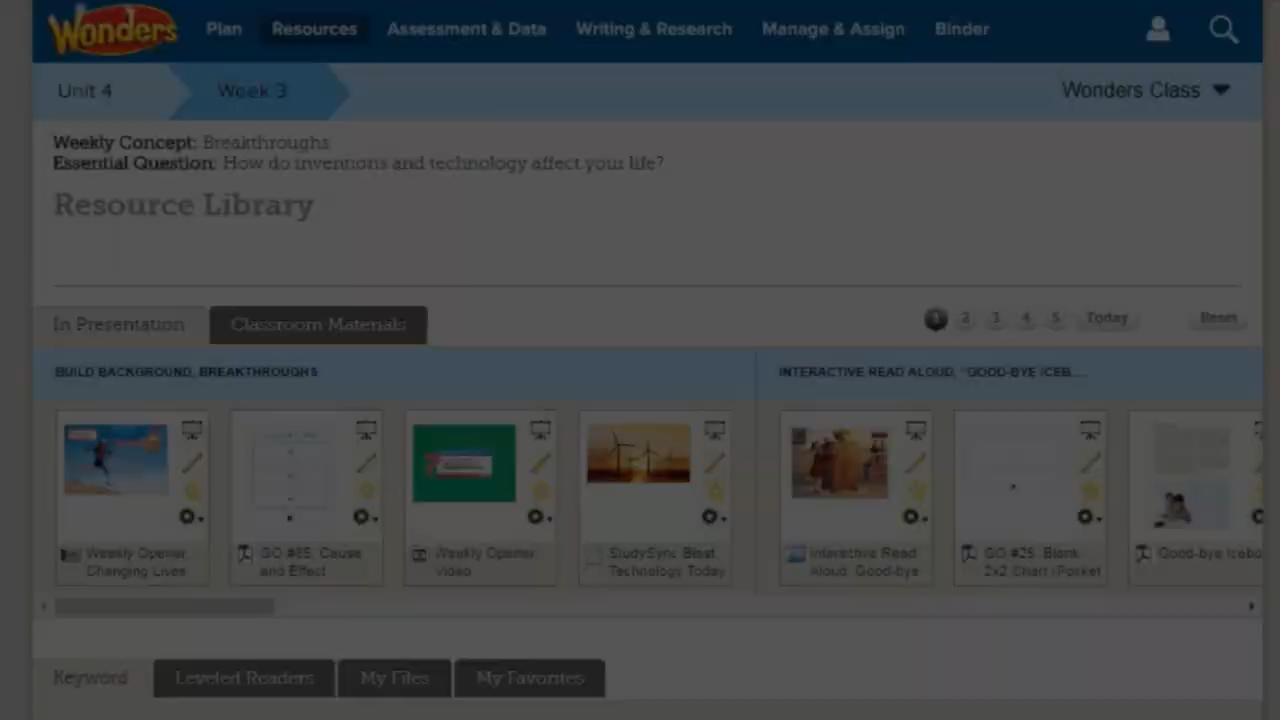 Wonders Plan Resources Assessment & Data Writing & Research Manage & Assign Binder
Unit 4 Week 3 Wonders Class
Weekly Concept: Breakthroughs
Essential Question: How do inventions and technology affect your life?
Resource Library
In Presentation Classroom Materials 1 2 3 4 5 Today Reset
BUILD BACKGROUND, BREAKTHROUGHS INTERACTIVE READ ALOUD, "GOOD-BYE ICEB...
Weekly Opener: Changing Lives
GO #85: Cause and Effect
Weekly Opener Video
StudySync Blast: Technology Today
Interactive Read Aloud: Good-bye
GO #25: Blank 2x2 Chart (Pocket
Good-bye Icebo
Keyword Leveled Readers My Files My Favorites